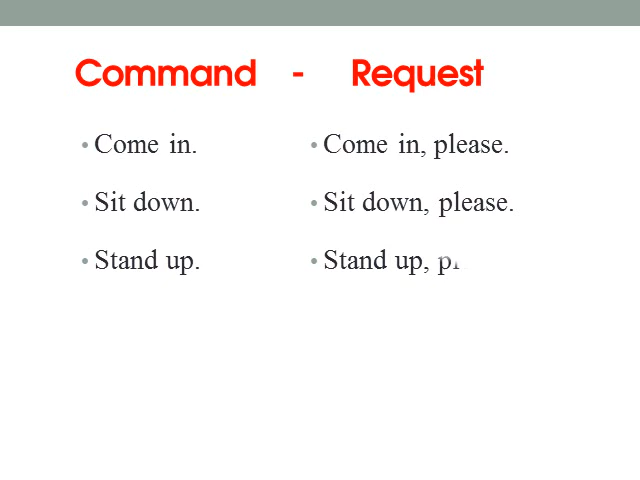 Command - Request
Come in. Come in, please.
Sit down. Sit down, please.
Stand up. Stand up,